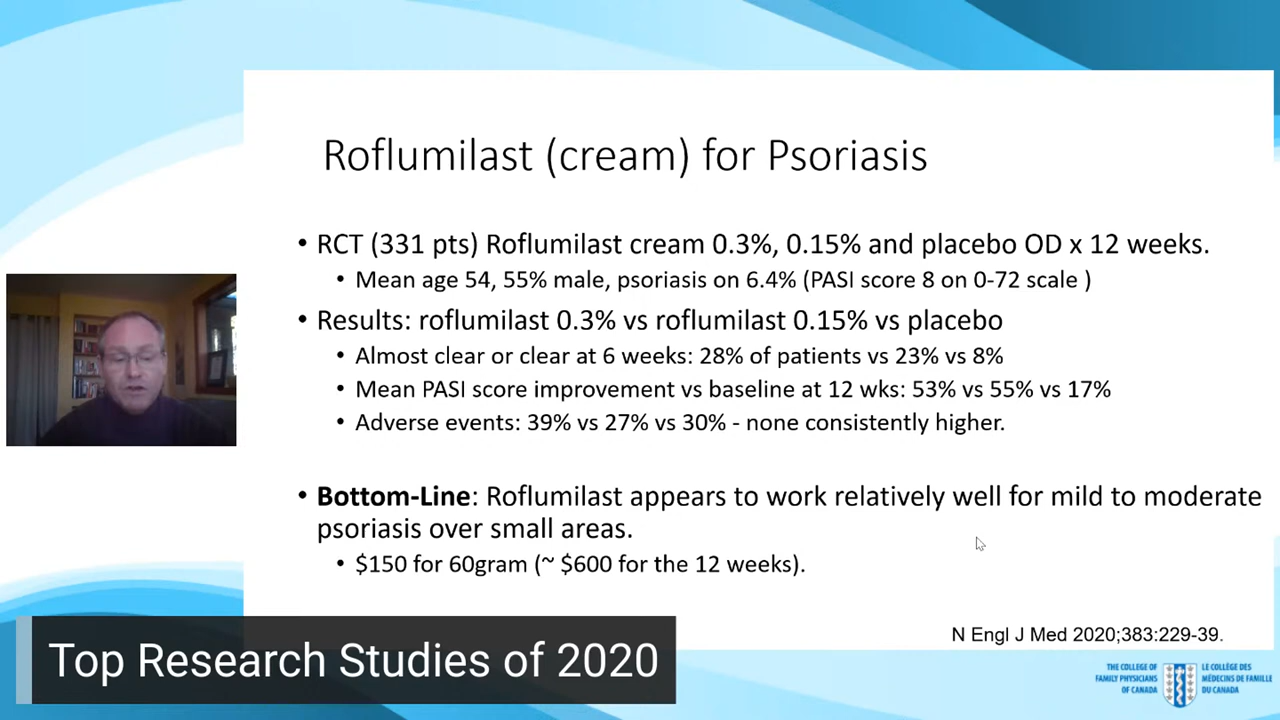 Roflumilast (cream) for Psoriasis
• RCT (331 pts) Roflumilast cream 0.3%, 0.15% and placebo OD x 12 weeks.
• Mean age 54, 55% male, psoriasis on 6.4% (PASI score 8 on 0-72 scale )
• Results: roflumilast 0.3% vs roflumilast 0.15% vs placebo
• Almost clear or clear at 6 weeks: 28% of patients vs 23% vs 8%
• Mean PASI score improvement vs baseline at 12 wks: 53% vs 55% vs 17%
• Adverse events: 39% vs 27% vs 30% - none consistently higher.
• Bottom-Line: Roflumilast appears to work relatively well for mild to moderate
psoriasis over small areas.
• $150 for 60gram (~ $600 for the 12 weeks).
N Engl J Med 2020;383:229-39.
Top Research Studies of 2020
THE COLLEGE OF
FAMILY PHYSICIANS
OF CANADA
LE COLLÈGE DES
MÉDECINS DE FAMILLE
DU CANADA